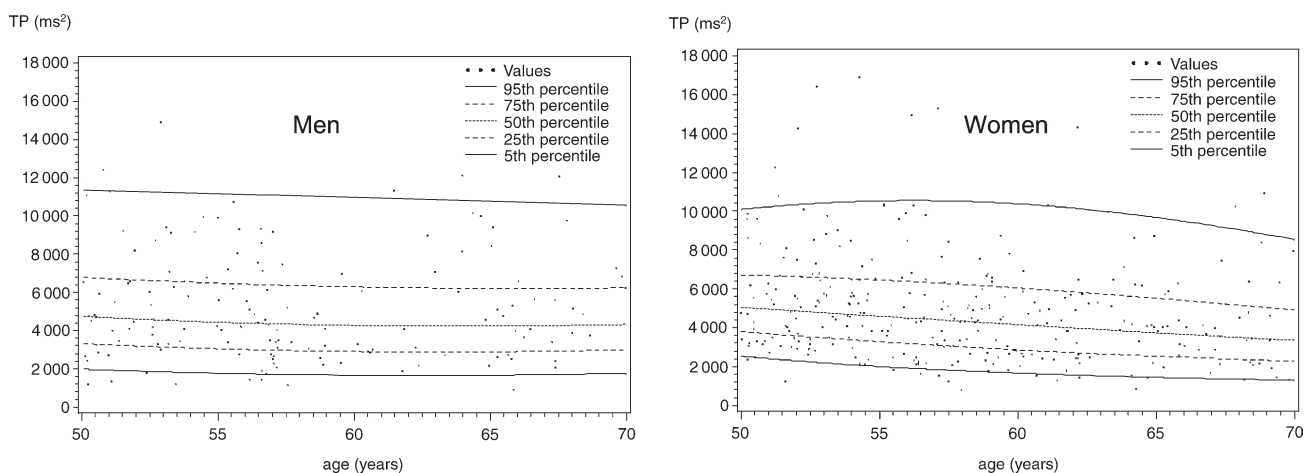 TP (ms²)
18 000
16 000
14 000
12 000
10 000
8 000
6 000
4 000
2 000
0
50
55
60
65
70
age (years)
Men
Values
95th percentile
75th percentile
50th percentile
25th percentile
5th percentile
TP (ms²)
18 000
16 000
14 000
12 000
10 000
8 000
6 000
4 000
2 000
0
50
55
60
65
70
age (years)
Women
Values
95th percentile
75th percentile
50th percentile
25th percentile
5th percentile